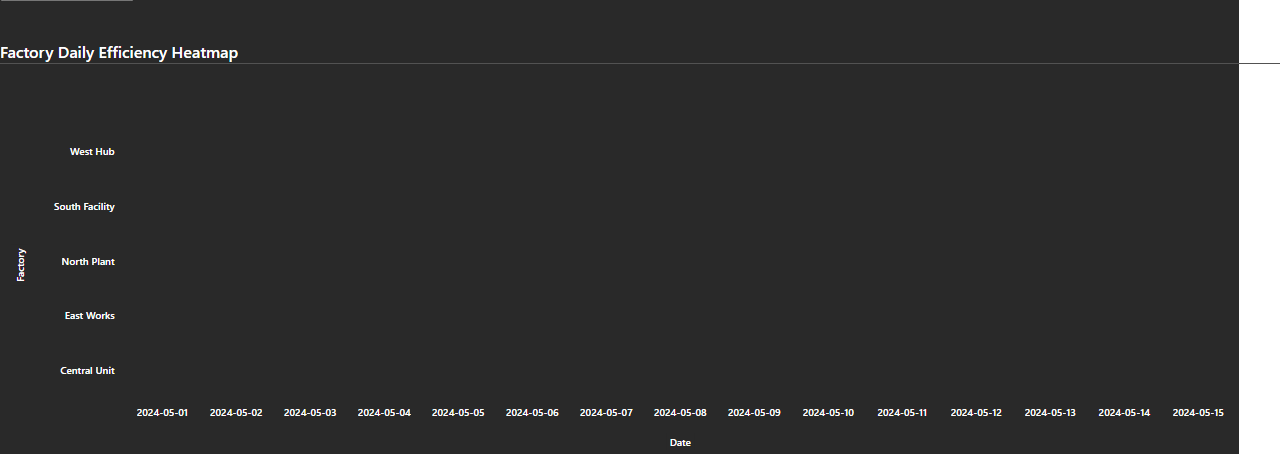 Factory Daily Efficiency Heatmap
West Hub
South Facility
North Plant
East Works
Central Unit
Factory
2024-05-01 2024-05-02 2024-05-03 2024-05-04 2024-05-05 2024-05-06 2024-05-07 2024-05-08 2024-05-09 2024-05-10 2024-05-11 2024-05-12 2024-05-13 2024-05-14 2024-05-15
Date